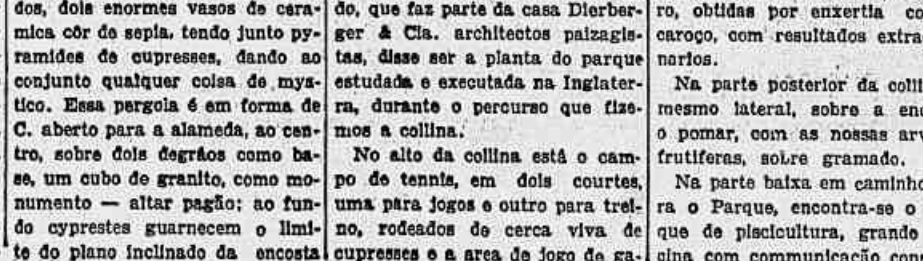 dos, dois enormes vasos de cera-
mica côr de sepia, tendo junto py-
ramides de cupresses, dando ao
conjunto qualquer coisa de mys-
tico. Essa pergola é em forma de
C. aberto para a alameda, ao cen-
tro, sobre dois degráos como ba-
se, um cubo de granito, como mo-
numento — altar pagão; ao fun-
do cyprestes guarnecem o limi-
te do plano inclinado da encosta
do, que faz parte da casa Dierber-
ger & Cia. architectos paizagis-
tas, disse ser a planta do parque
estudada e executada na Inglater-
ra, durante o percurso que fize-
mos a collina.
No alto da collina está o cam-
po de tennis, em dois courtes,
uma para jogos e outro para trei-
no, rodeados de cerca viva de
cupresses e a area de jogo de ga-
ro, obtidas por enxertia
caroço, com resultados extra
narios.
Na parte posterior da colli
mesmo lateral, sobre a
o pomar, com as nossas
frutiferas, sobre gramado.
Na parte baixa em caminho
ra o Parque, encontra-se o
que de piscicultura, grande
cina com communicação